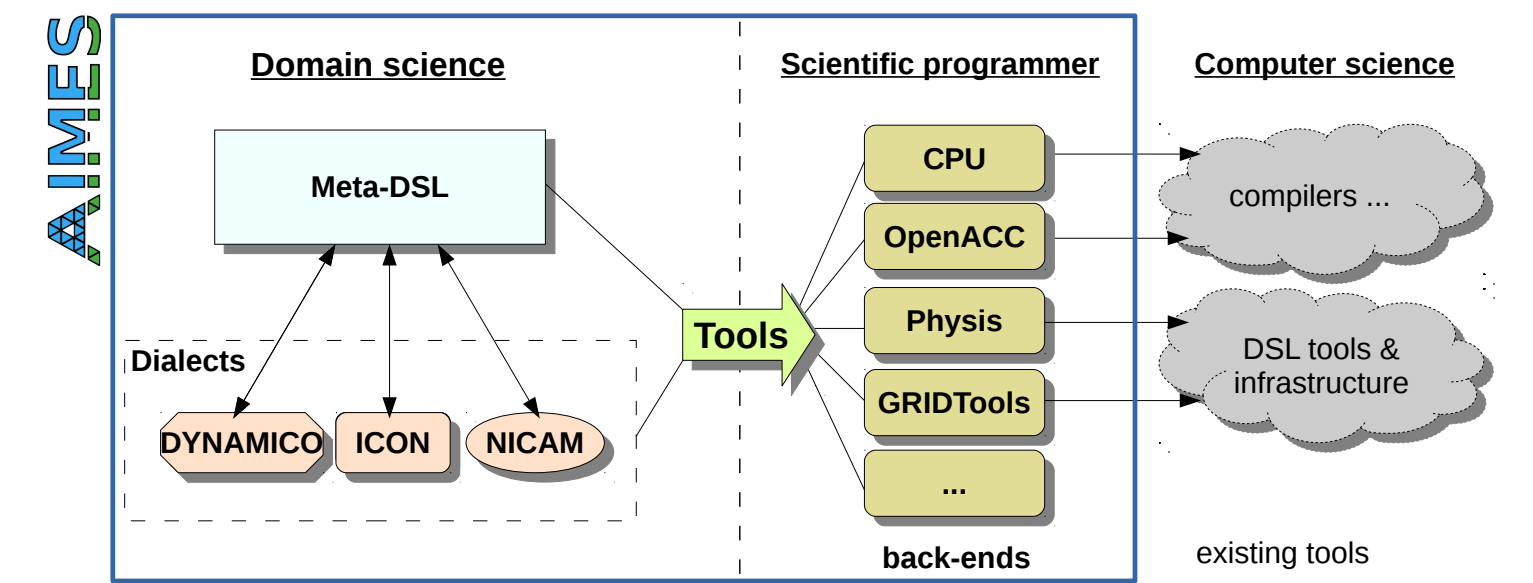 AIMES
Domain science
Scientific programmer
Computer science
Meta-DSL
Dialects
DYNAMICO
ICON
NICAM
Tools
CPU
OpenACC
Physis
GRIDTools
...
back-ends
compilers ...
DSL tools &
infrastructure
existing tools